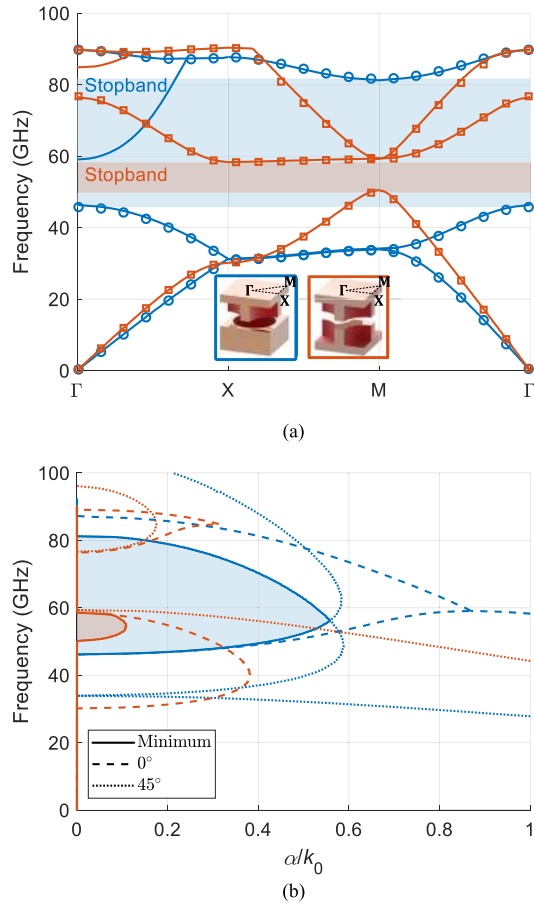 100
80
60
40
20
0
Frequency (GHz)
Stopband
Stopband
Γ M
X
Γ M
X
Γ X M Γ
(a)
100
80
60
40
20
0
Frequency (GHz)
Minimum
0°
45°
0 0.2 0.4 0.6 0.8 1
α/k₀
(b)